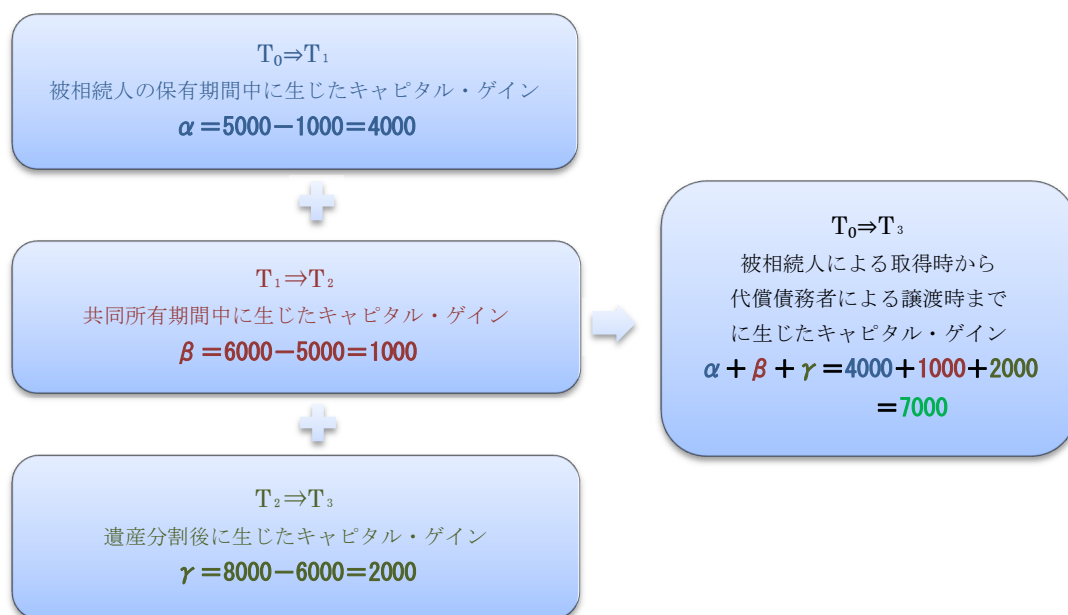 T₀⇒T₁
被相続人の保有期間中に生じたキャピタル・ゲイン
α＝5000－1000＝4000
T₁⇒T₂
共同所有期間中に生じたキャピタル・ゲイン
β＝6000－5000＝1000
T₂⇒T₃
遺産分割後に生じたキャピタル・ゲイン
γ＝8000－6000＝2000
T₀⇒T₃
被相続人による取得時から
代償債務者による譲渡時まで
に生じたキャピタル・ゲイン
α＋β＋γ＝4000＋1000＋2000
＝7000